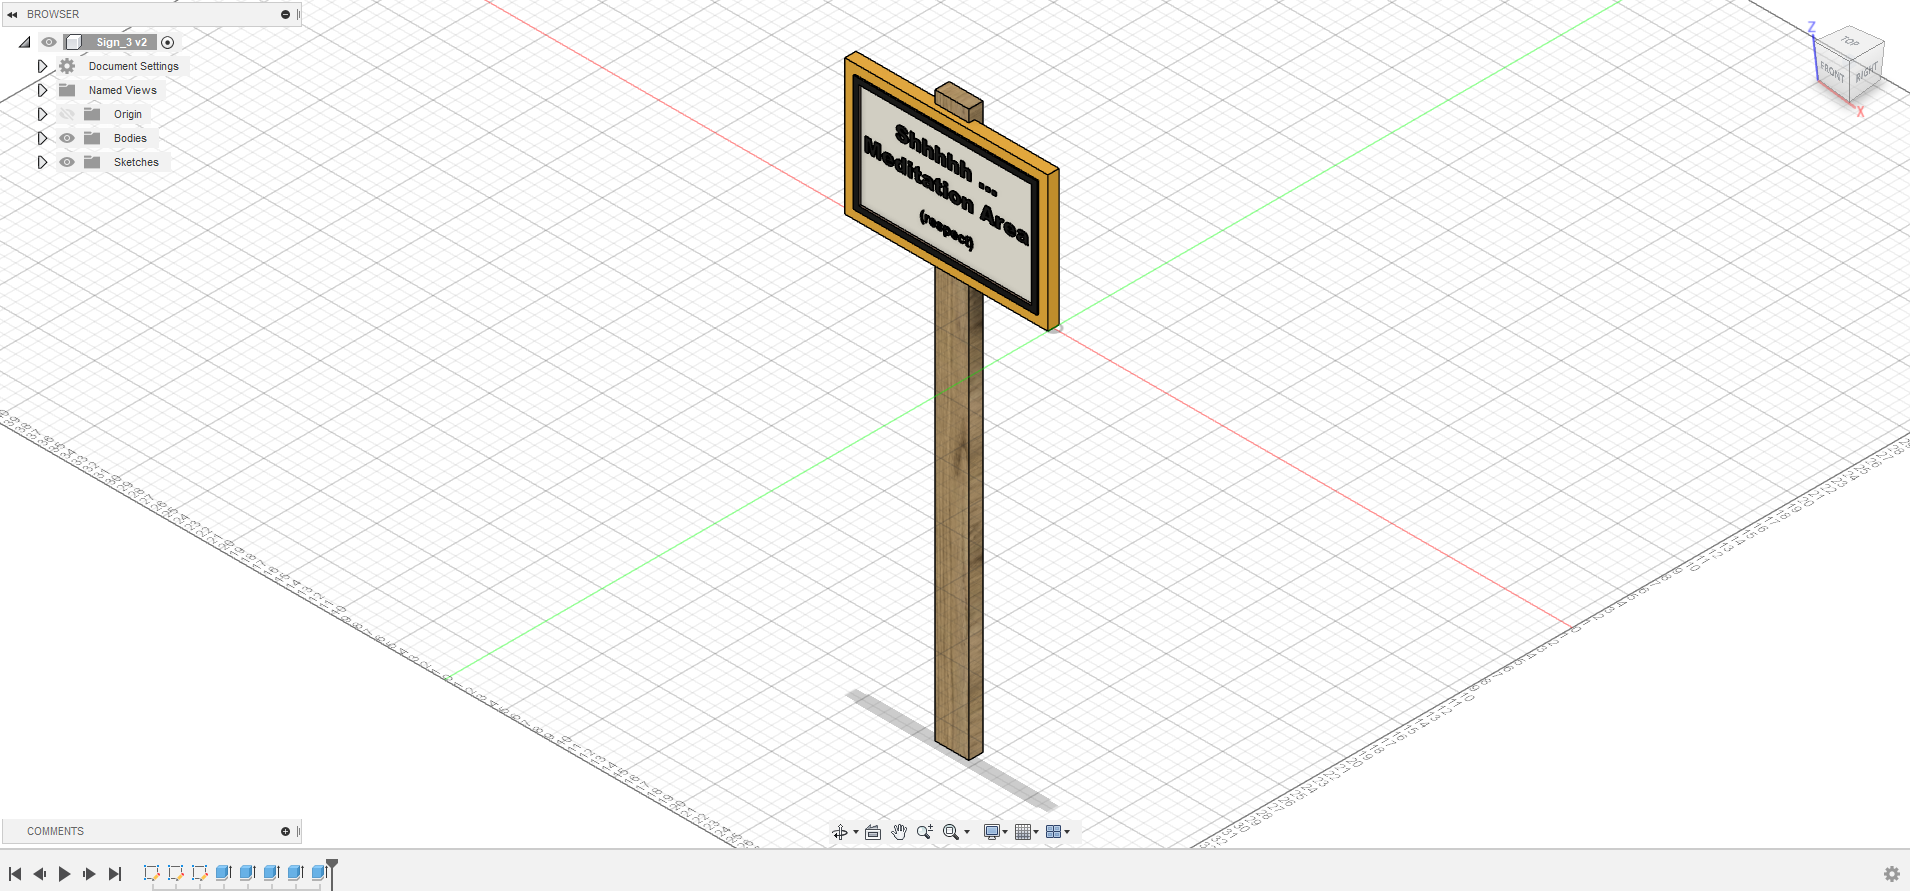 BROWSER
Sign_3 v2
Document Settings
Named Views
Origin
Bodies
Sketches
Shhhhh ...
Meditation Area
(respect)
TOP
FRONT
RIGHT
Z
X
COMMENTS